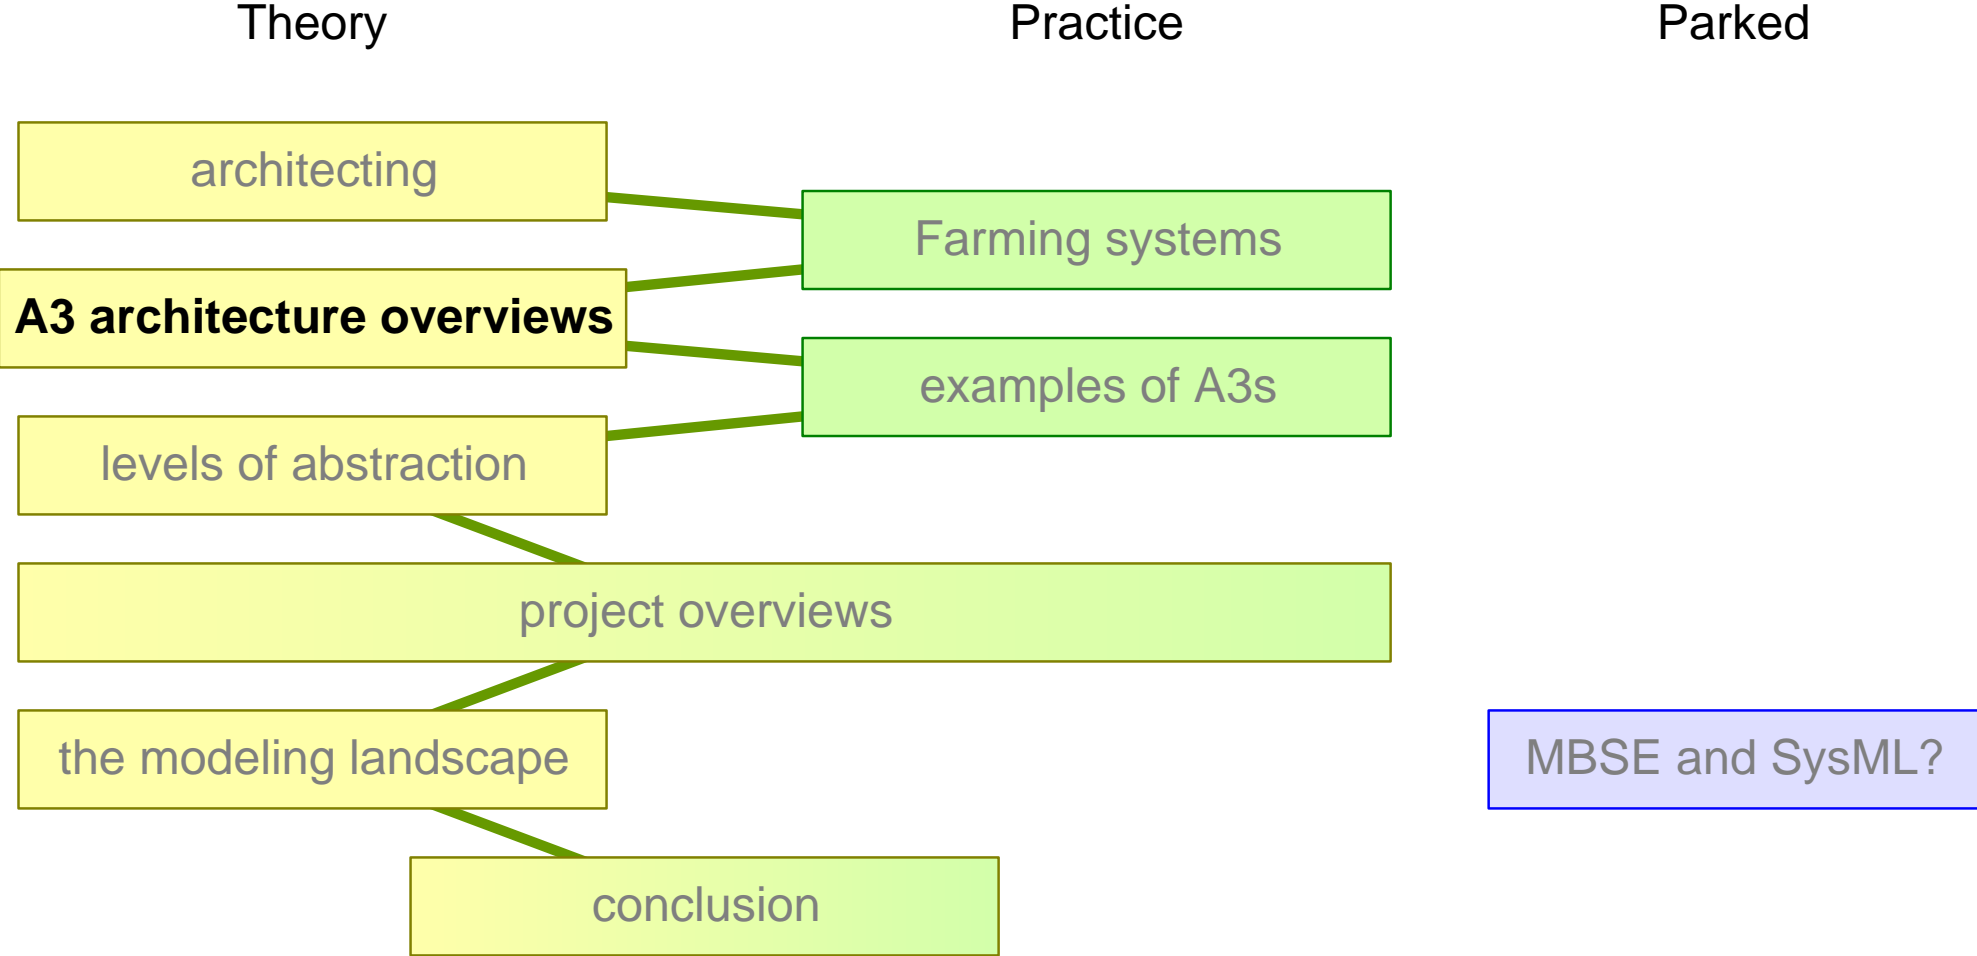 Theory
Practice
Parked
architecting
Farming systems
A3 architecture overviews
examples of A3s
levels of abstraction
project overviews
the modeling landscape
MBSE and SysML?
conclusion